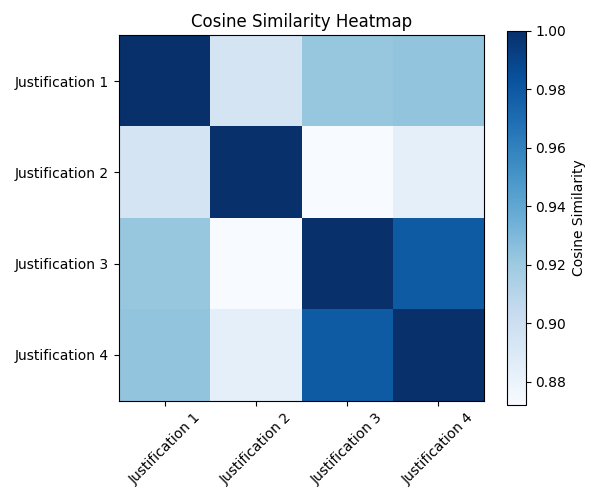 Cosine Similarity Heatmap
Justification 1
Justification 2
Justification 3
Justification 4
Justification 1
Justification 2
Justification 3
Justification 4
1.00
0.98
0.96
0.94
0.92
0.90
0.88
Cosine Similarity